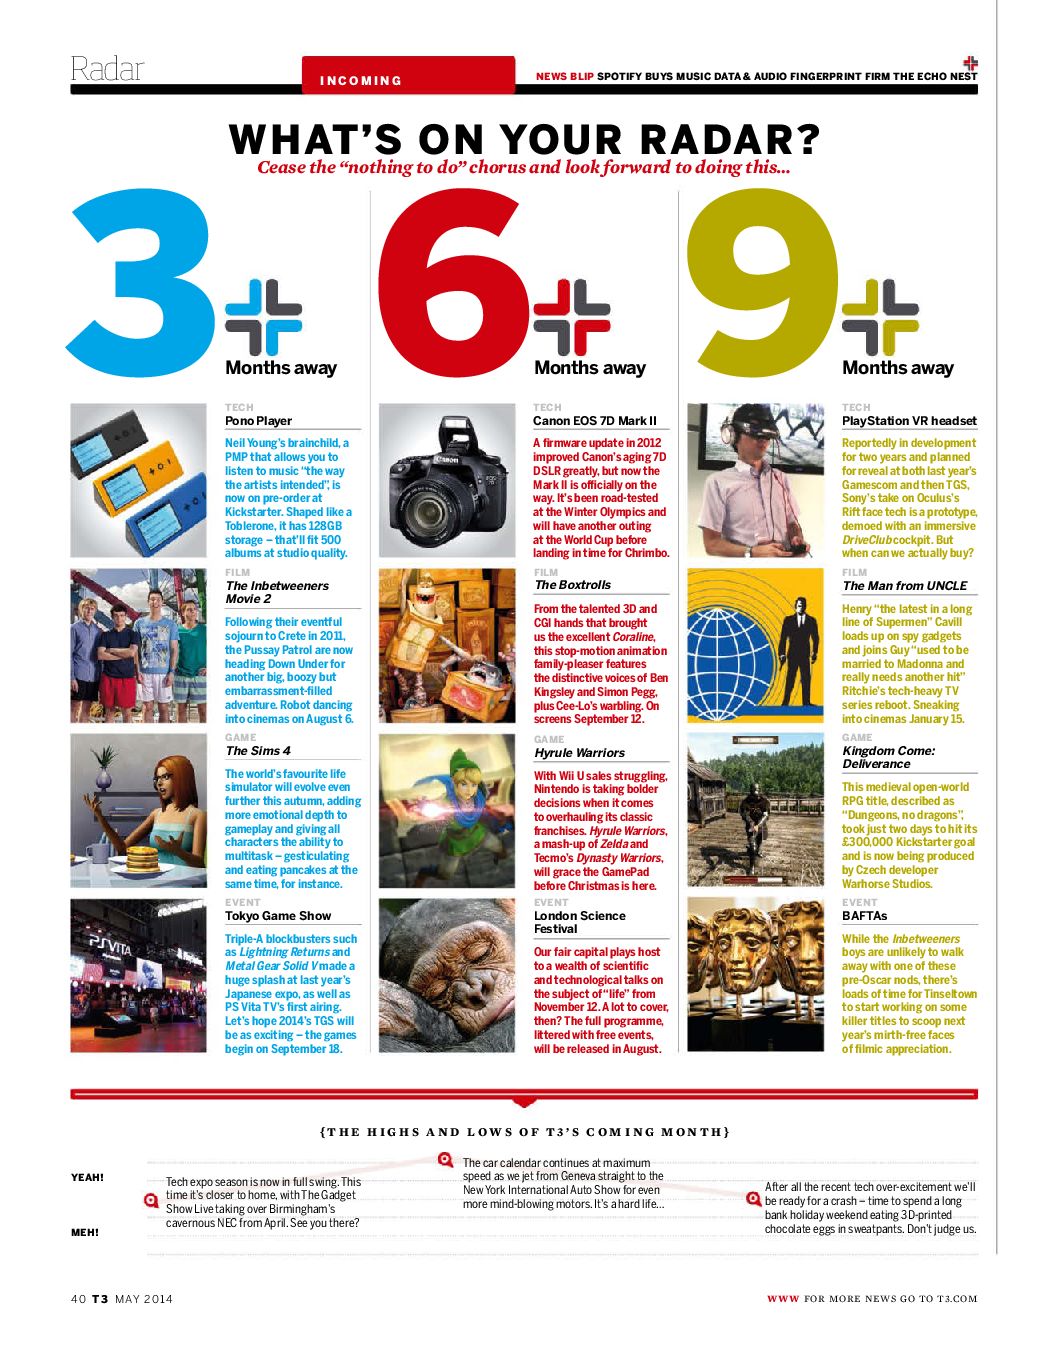 Radar
INCOMING
NEWS BLIP SPOTIFY BUYS MUSIC DATA & AUDIO FINGERPRINT FIRM THE ECHO NEST
WHAT'S ON YOUR RADAR?
Cease the “nothing to do” chorus and look forward to doing this...
3
Months away
TECH
Pono Player
Neil Young's brainchild, a
PMP that allows you to
listen to music “the way
the artists intended”, is
now on pre-order at
Kickstarter. Shaped like a
Toblerone, it has 128GB
storage – that'll fit 500
albums at studio quality.
FILM
The Inbetweeners
Movie 2
Following their eventful
sojourn to Crete in 2011,
the Pussay Patrol are now
heading Down Under for
another big, boozy but
embarrassment-filled
adventure. Robot dancing
into cinemas on August 6.
GAME
The Sims 4
The world's favourite life
simulator will evolve even
further this autumn, adding
more emotional depth to
gameplay and giving all
characters the ability to
multitask – gesticulating
and eating pancakes at the
same time, for instance.
PS VITA
EVENT
Tokyo Game Show
Triple-A blockbusters such
as Lightning Returns and
Metal Gear Solid V made a
huge splash at last year's
Japanese expo, as well as
PS Vita TV's first airing.
Let's hope 2014's TGS will
be as exciting – the games
begin on September 18.
6
Months away
Canon
EOS
7D
TECH
Canon EOS 7D Mark II
A firmware update in 2012
improved Canon's aging 7D
DSLR greatly, but now the
Mark II is officially on the
way. It's been road-tested
at the Winter Olympics and
will have another outing
at the World Cup before
landing in time for Chrimbo.
FILM
The Boxtrolls
From the talented 3D and
CGI hands that brought
us the excellent Coraline,
this stop-motion animation
family-pleaser features
the distinctive voices of Ben
Kingsley and Simon Pegg,
plus Cee-Lo's warbling. On
screens September 12.
GAME
Hyrule Warriors
With Wii U sales struggling,
Nintendo is taking bolder
decisions when it comes
to overhauling its classic
franchises. Hyrule Warriors,
a mash-up of Zelda and
Tecmo's Dynasty Warriors,
will grace the GamePad
before Christmas is here.
EVENT
London Science
Festival
Our fair capital plays host
to a wealth of scientific
and technological talks on
the subject of “life” from
November 12. A lot to cover,
then? The full programme,
littered with free events,
will be released in August.
9
Months away
TECH
PlayStation VR headset
Reportedly in development
for two years and planned
for reveal at both last year's
Gamescom and then TGS,
Sony's take on Oculus's
Rift face tech is a prototype,
demoed with an immersive
DriveClub cockpit. But
when can we actually buy?
FILM
The Man from UNCLE
Henry “the latest in a long
line of Supermen” Cavill
loads up on spy gadgets
and joins Guy “used to be
married to Madonna and
really needs another hit”
Ritchie's tech-heavy TV
series reboot. Sneaking
into cinemas January 15.
GAME
Kingdom Come:
Deliverance
This medieval open-world
RPG title, described as
“Dungeons, no dragons”,
took just two days to hit its
£300,000 Kickstarter goal
and is now being produced
by Czech developer
Warhorse Studios.
EVENT
BAFTAs
While the Inbetweeners
boys are unlikely to walk
away with one of these
pre-Oscar nods, there's
loads of time for Tinseltown
to start working on some
killer titles to scoop next
year's mirth-free faces
of filmic appreciation.
{THE HIGHS AND LOWS OF T3'S COMING MONTH}
YEAH!
MEH!
Tech expo season is now in full swing. This
time it's closer to home, with The Gadget
Show Live taking over Birmingham's
cavernous NEC from April. See you there?
The car calendar continues at maximum
speed as we jet from Geneva straight to the
New York International Auto Show for even
more mind-blowing motors. It's a hard life...
After all the recent tech over-excitement we'll
be ready for a crash – time to spend a long
bank holiday weekend eating 3D-printed
chocolate eggs in sweatpants. Don't judge us.
40 T3 MAY 2014
WWW FOR MORE NEWS GO TO T3.COM